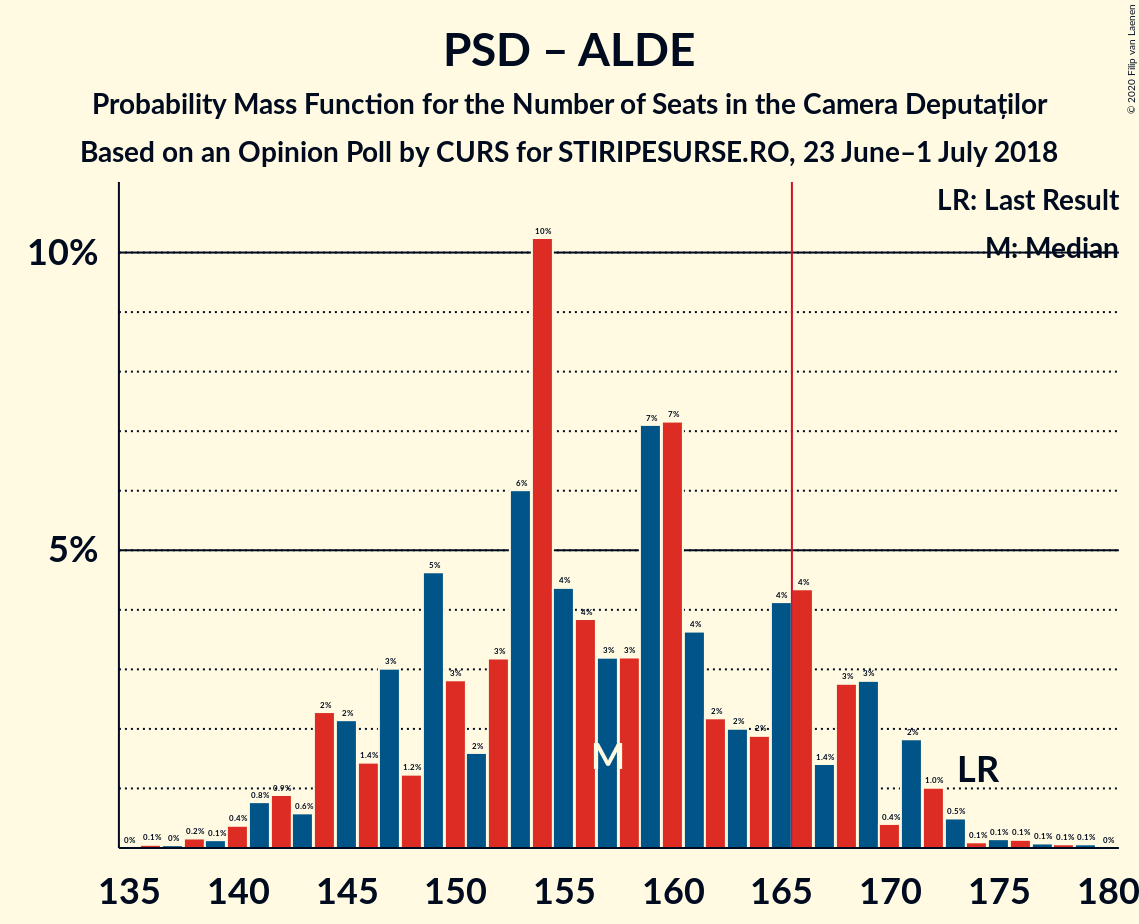 © 2020 Filip van Laenen
PSD – ALDE
Probability Mass Function for the Number of Seats in the Camera Deputaților
Based on an Opinion Poll by CURS for STIRIPESURSE.RO, 23 June–1 July 2018
LR: Last Result
M: Median
10%
5%
0% 0.1% 0% 0.2% 0.1% 0.4% 0.8% 0.9% 0.6% 2% 2% 1.4% 3% 1.2% 5% 3% 2% 3% 6% 10% 4% 4% 3% 3% 7% 7% 4% 2% 2% 2% 4% 4% 1.4% 3% 3% 0.4% 2% 1.0% 0.5% 0.1% 0.1% 0.1% 0.1% 0.1% 0.1% 0%
M
LR
135 140 145 150 155 160 165 170 175 180